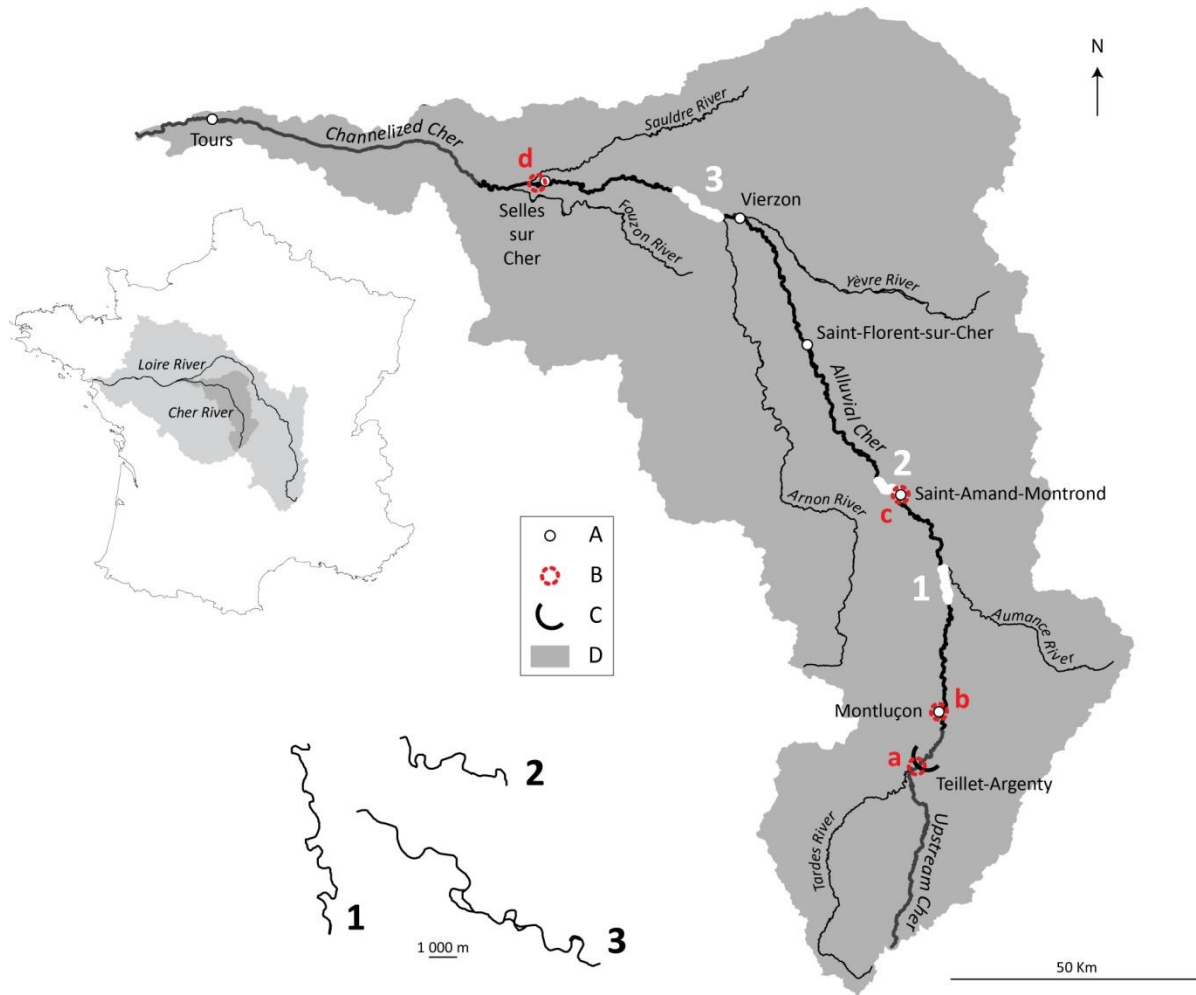 N
Sauldre River
Channelized Cher
Tours
d
3
Vierzon
Selles
sur
Cher
Fouzon River
Yèvre River
Saint-Florent-sur-Cher
Loire River
Cher River
Alluvial Cher
2
Saint-Amand-Montrond
c
Arnon River
A
B
C
D
1
Aumance River
Montluçon
b
a
Teillet-Argenty
Tardes River
Upstream Cher
2
1
3
1 000 m
50 Km